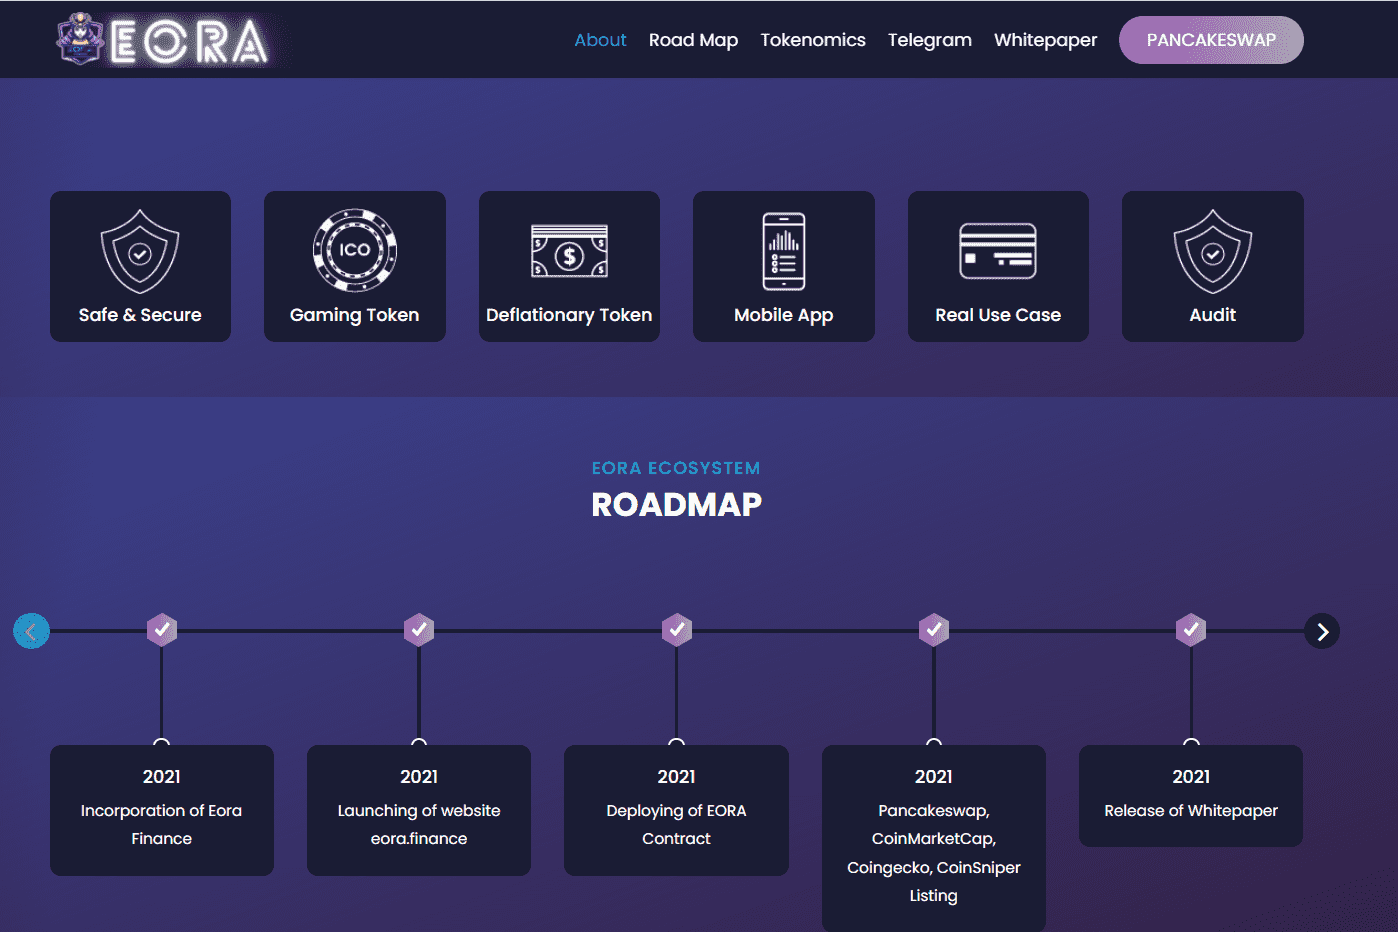 EORA
About Road Map Tokenomics Telegram Whitepaper PANCAKESWAP
Safe & Secure
ICO
Gaming Token
$ $ $ $ $
Deflationary Token
Mobile App
Real Use Case
Audit
EORA ECOSYSTEM
ROADMAP
2021
Incorporation of Eora
Finance
2021
Launching of website
eora.finance
2021
Deploying of EORA
Contract
2021
Pancakeswap,
CoinMarketCap,
Coingecko, CoinSniper
Listing
2021
Release of Whitepaper